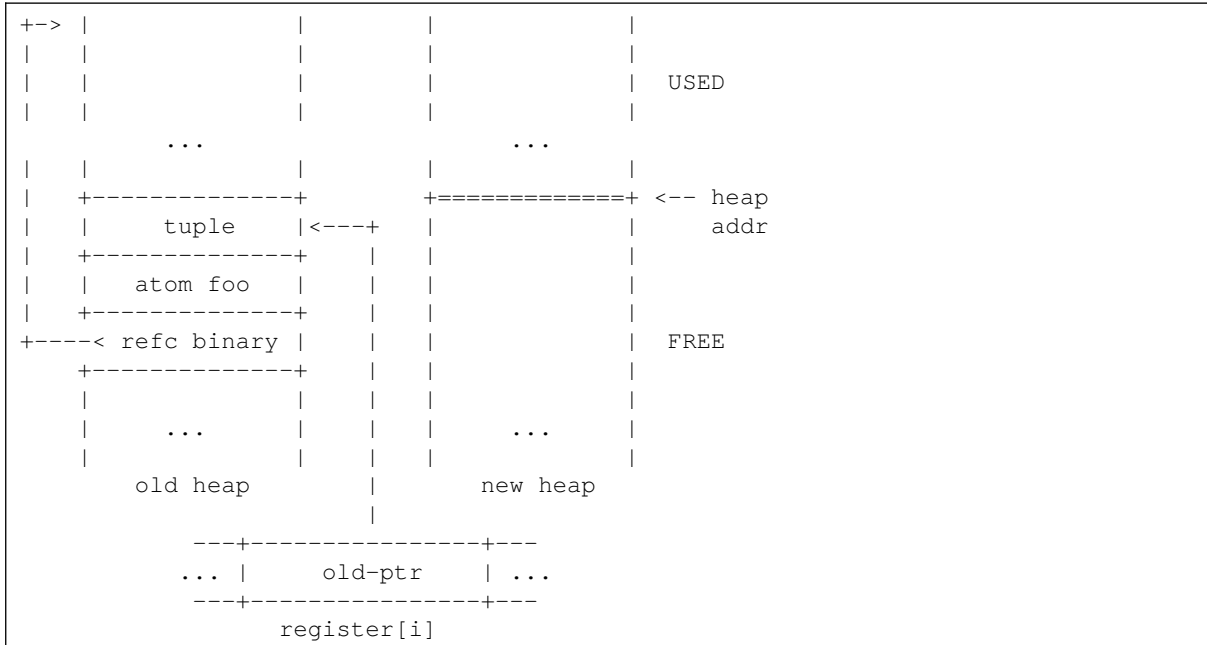 +-> |               |        |             |
|   |               |        |             |
|   |               |        |             |  USED
|   |               |        |             |
          ...                     ...
|   |              |        |             |
|   +--------------+        +=============+ <-- heap
|   |     tuple    |<---+   |             |     addr
|   +--------------+    |   |             |
|   |   atom foo   |    |   |             |
|   +--------------+    |   |             |
+----< refc binary |    |   |             |  FREE
    +--------------+    |   |             |
    |              |    |   |             |
    |     ...      |    |   |     ...     |
    |              |    |   |             |
       old heap         |      new heap
                        |
            ---+----------------+---
           ... |     old-ptr    | ...
            ---+----------------+---
                  register[i]